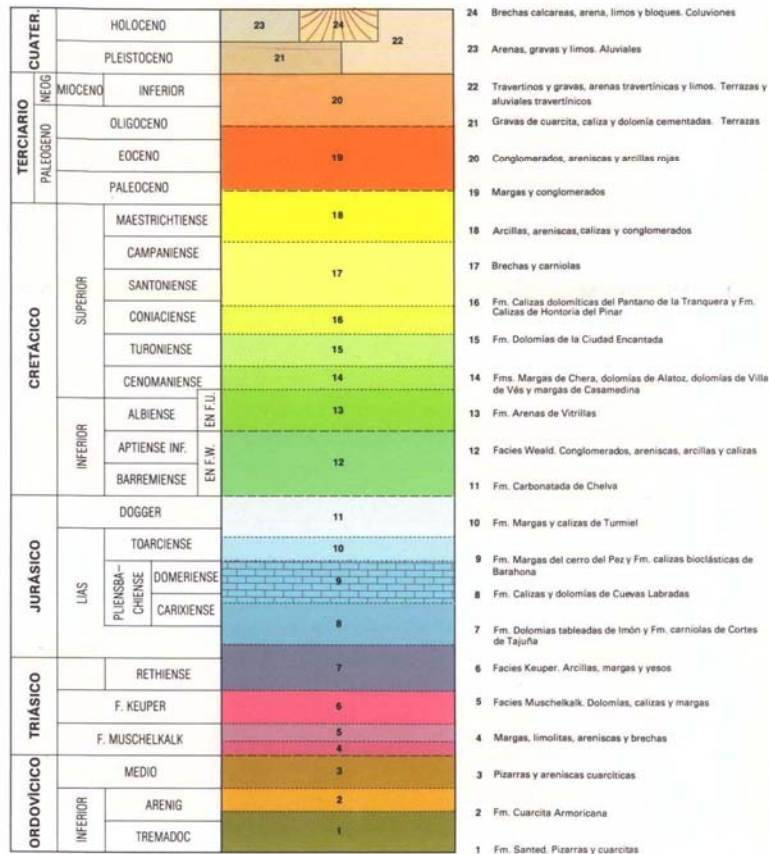 CUATER.
HOLOCENO
PLEISTOCENO
23
24
22
21
TERCIARIO
NEOG
MIOCENO
INFERIOR
PALEOGENO
OLIGOCENO
EOCENO
PALEOCENO
20
19
CRETÁCICO
SUPERIOR
MAESTRICHTIENSE
CAMPANIENSE
SANTONIENSE
CONIACIENSE
TURONIENSE
CENOMANIENSE
INFERIOR
ALBIENSE
EN F.U.
APTIENSE INF.
BARREMIENSE
EN F.W.
18
17
16
15
14
13
12
JURÁSICO
DOGGER
LIAS
TOARCIENSE
PLIENSBA-
CHIENSE
DOMERIENSE
CARIXIENSE
11
10
9
8
TRIÁSICO
RETHIENSE
F. KEUPER
F. MUSCHELKALK
7
6
5
4
ORDOVÍCICO
MEDIO
INFERIOR
ARENIG
TREMADOC
3
2
1
24 Brechas calcareas, arena, limos y bloques. Coluviones
23 Arenas, gravas y limos. Aluviales
22 Travertinos y gravas, arenas travertínicas y limos. Terrazas y
aluviales travertínicos
21 Gravas de cuarcita, caliza y dolomía cementadas. Terrazas
20 Conglomerados, areniscas y arcillas rojas
19 Margas y conglomerados
18 Arcillas, areniscas, calizas y conglomerados
17 Brechas y carniolas
16 Fm. Calizas dolomíticas del Pantano de la Tranquera y Fm.
Calizas de Hontoria del Pinar
15 Fm. Dolomías de la Ciudad Encantada
14 Fms. Margas de Chera, dolomías de Alatoz, dolomías de Villa
de Vés y margas de Casamedina
13 Fm. Arenas de Vitrillas
12 Facies Weald. Conglomerados, areniscas, arcillas y calizas
11 Fm. Carbonatada de Chelva
10 Fm. Margas y calizas de Turmiel
9 Fm. Margas del cerro del Pez y Fm. calizas bioclásticas de
Barahona
8 Fm. Calizas y dolomías de Cuevas Labradas
7 Fm. Dolomias tableadas de Imón y Fm. carniolas de Cortes
de Tajuña
6 Facies Keuper. Arcillas, margas y yesos
5 Facies Muschelkalk. Dolomías, calizas y margas
4 Margas, limolitas, areniscas y brechas
3 Pizarras y areniscas cuarcíticas
2 Fm. Cuarcita Armoricana
1 Fm. Santed. Pizarras y cuarcitas